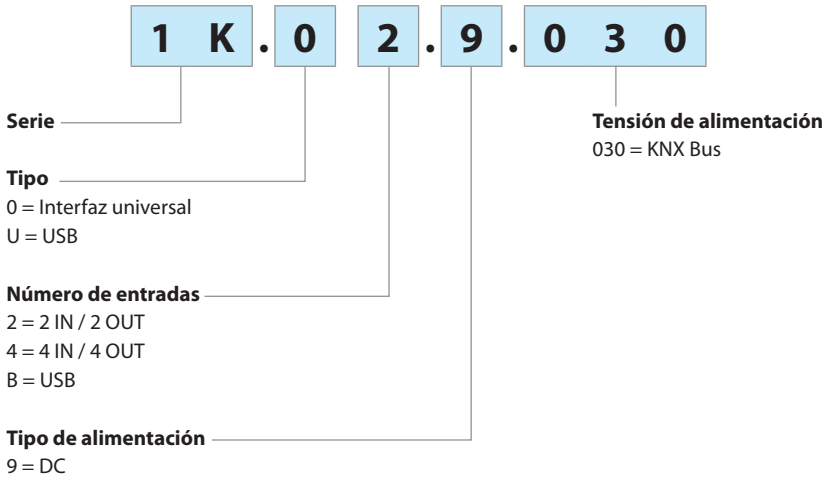 1 K . 0 2 . 9 . 0 3 0
Serie
Tipo
0 = Interfaz universal
U = USB
Número de entradas
2 = 2 IN / 2 OUT
4 = 4 IN / 4 OUT
B = USB
Tipo de alimentación
9 = DC
Tensión de alimentación
030 = KNX Bus